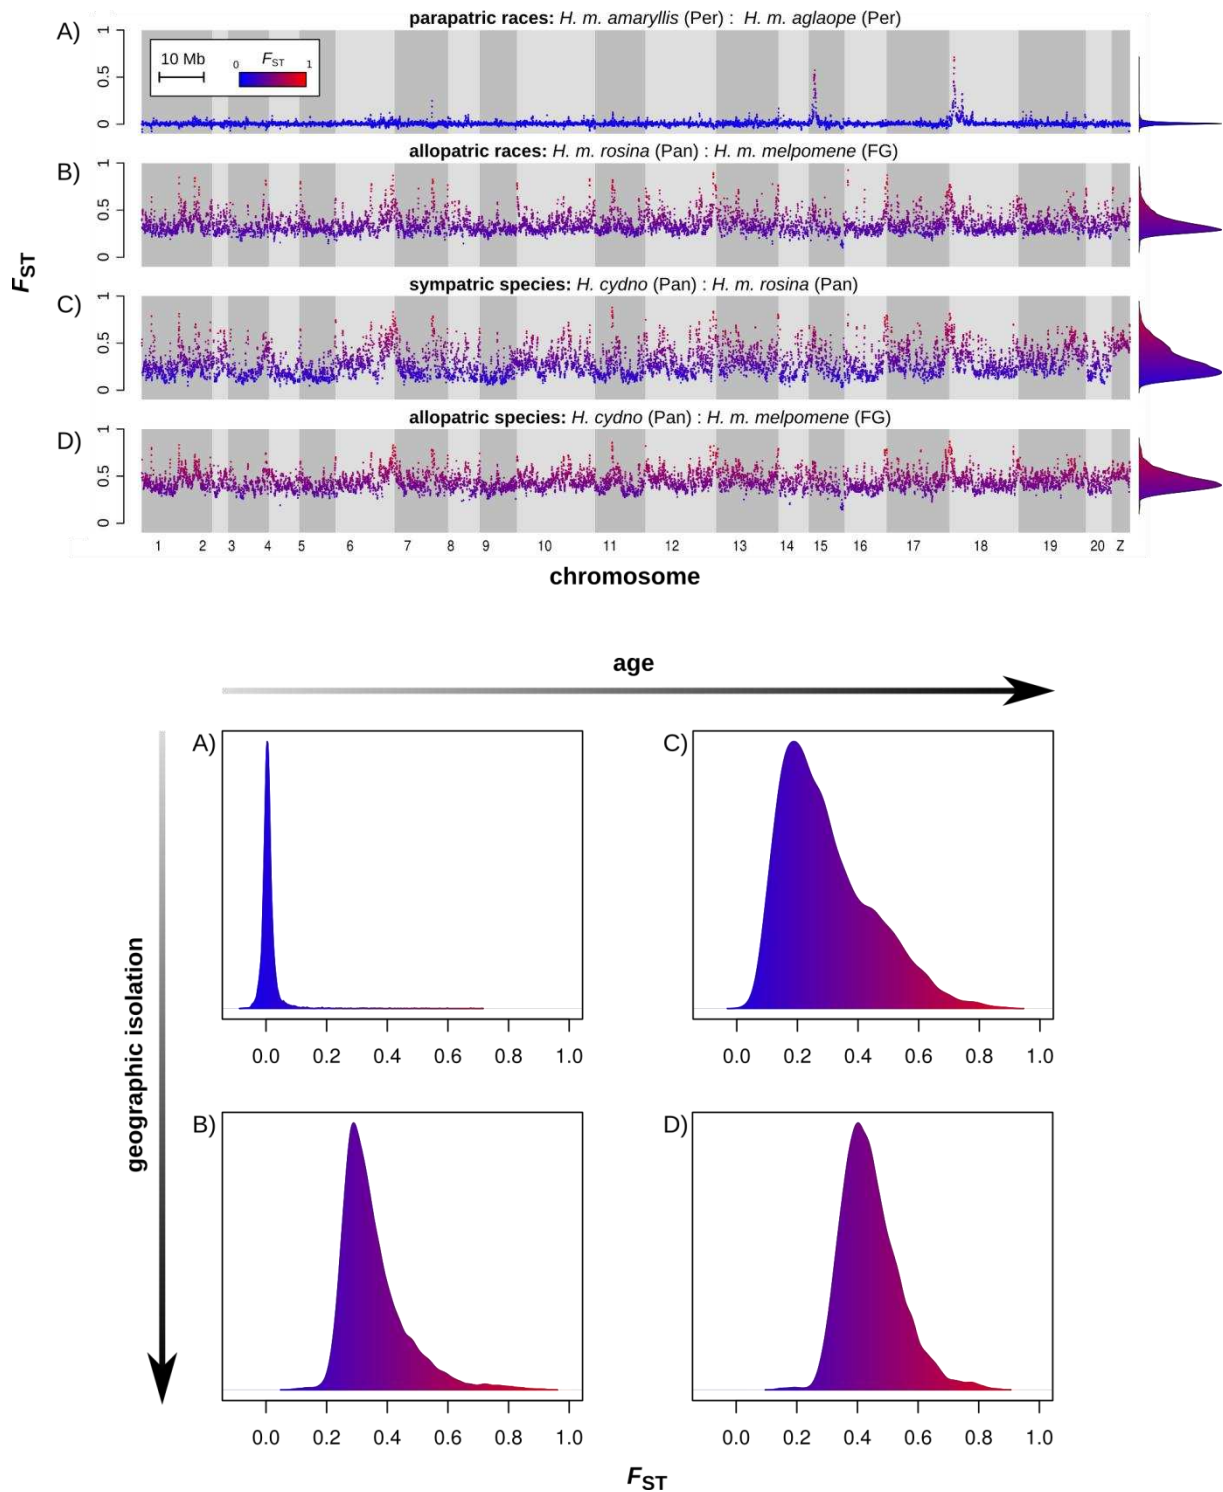 parapatric races: H. m. amaryllis (Per) : H. m. aglaope (Per)
A)
1
0.5
0
10 Mb
FST
0 1
allopatric races: H. m. rosina (Pan) : H. m. melpomene (FG)
B)
1
0.5
0
FST
sympatric species: H. cydno (Pan) : H. m. rosina (Pan)
C)
1
0.5
0
allopatric species: H. cydno (Pan) : H. m. melpomene (FG)
D)
1
0.5
0
1 2 3 4 5 6 7 8 9 10 11 12 13 14 15 16 17 18 19 20 Z
chromosome
age
geographic isolation
A)
0.0 0.2 0.4 0.6 0.8 1.0
C)
0.0 0.2 0.4 0.6 0.8 1.0
B)
0.0 0.2 0.4 0.6 0.8 1.0
D)
0.0 0.2 0.4 0.6 0.8 1.0
FST